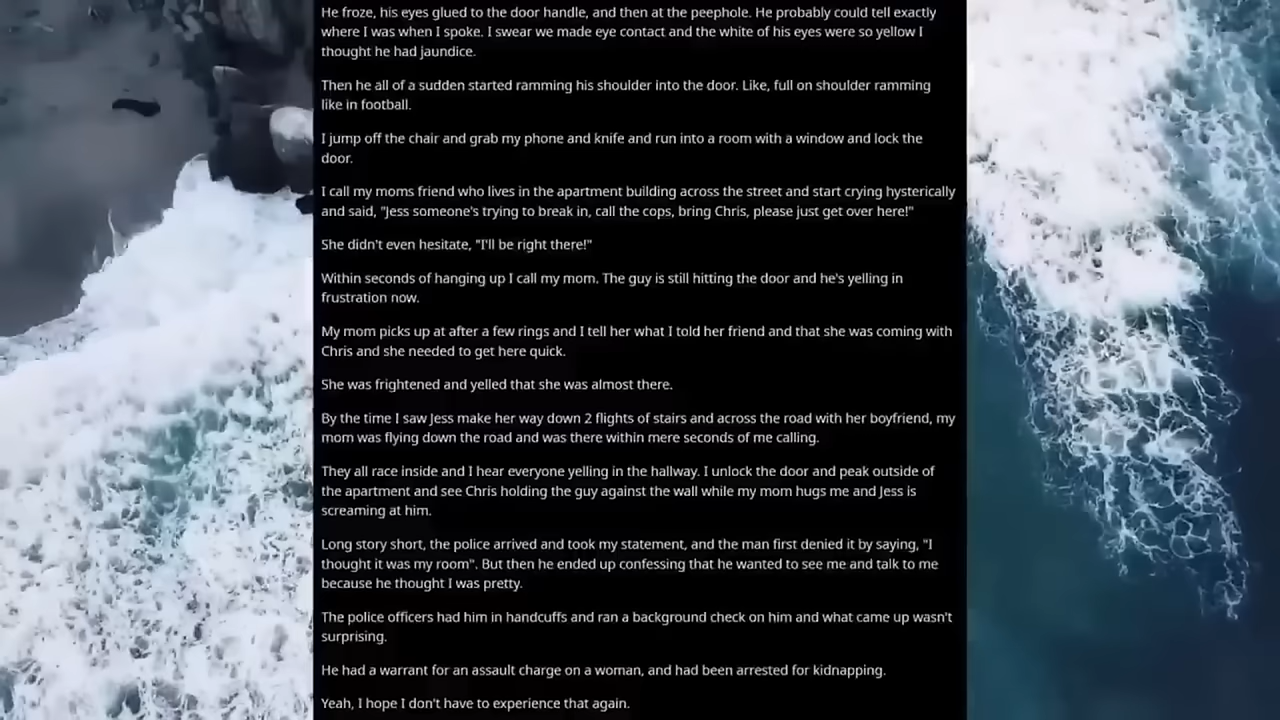 He froze, his eyes glued to the door handle, and then at the peephole. He probably could tell exactly
where I was when I spoke. I swear we made eye contact and the white of his eyes were so yellow I
thought he had jaundice.
Then he all of a sudden started ramming his shoulder into the door. Like, full on shoulder ramming
like in football.
I jump off the chair and grab my phone and knife and run into a room with a window and lock the
door.
I call my moms friend who lives in the apartment building across the street and start crying hysterically
and said, "Jess someone's trying to break in, call the cops, bring Chris, please just get over here!"
She didn't even hesitate, "I'll be right there!"
Within seconds of hanging up I call my mom. The guy is still hitting the door and he's yelling in
frustration now.
My mom picks up at after a few rings and I tell her what I told her friend and that she was coming with
Chris and she needed to get here quick.
She was frightened and yelled that she was almost there.
By the time I saw Jess make her way down 2 flights of stairs and across the road with her boyfriend, my
mom was flying down the road and was there within mere seconds of me calling.
They all race inside and I hear everyone yelling in the hallway. I unlock the door and peak outside of
the apartment and see Chris holding the guy against the wall while my mom hugs me and Jess is
screaming at him.
Long story short, the police arrived and took my statement, and the man first denied it by saying, "I
thought it was my room". But then he ended up confessing that he wanted to see me and talk to me
because he thought I was pretty.
The police officers had him in handcuffs and ran a background check on him and what came up wasn't
surprising.
He had a warrant for an assault charge on a woman, and had been arrested for kidnapping.
Yeah, I hope I don't have to experience that again.